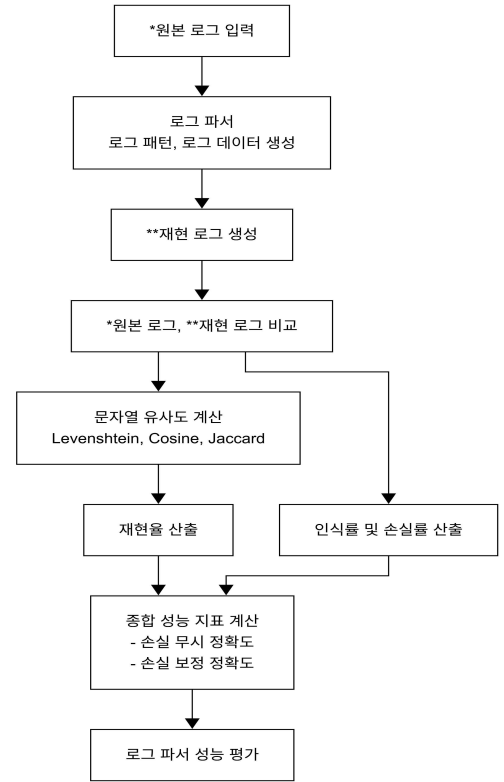 *원본 로그 입력
로그 파서
로그 패턴, 로그 데이터 생성
**재현 로그 생성
*원본 로그, **재현 로그 비교
문자열 유사도 계산
Levenshtein, Cosine, Jaccard
재현율 산출
인식률 및 손실률 산출
종합 성능 지표 계산
- 손실 무시 정확도
- 손실 보정 정확도
로그 파서 성능 평가